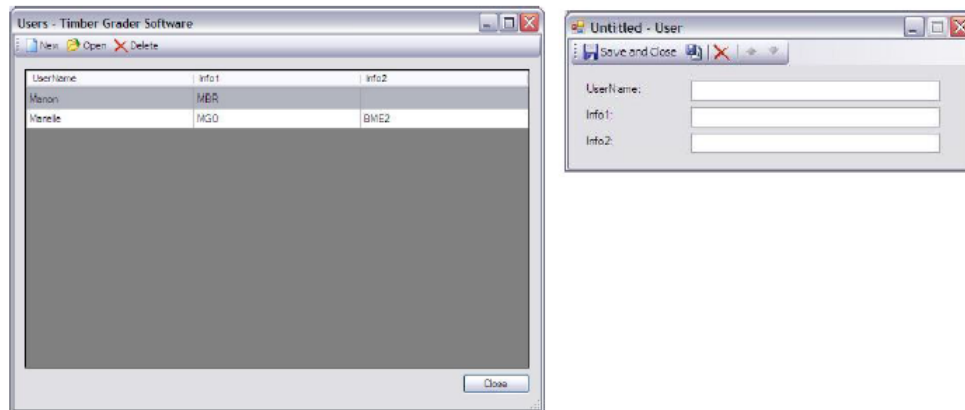 Users - Timber Grader Software
New Open Delete
UserName Info1 Info2
Manon MBR
Marielle MGO BME2
Close
Untitled - User
Save and Close
UserName:
Info1:
Info2: